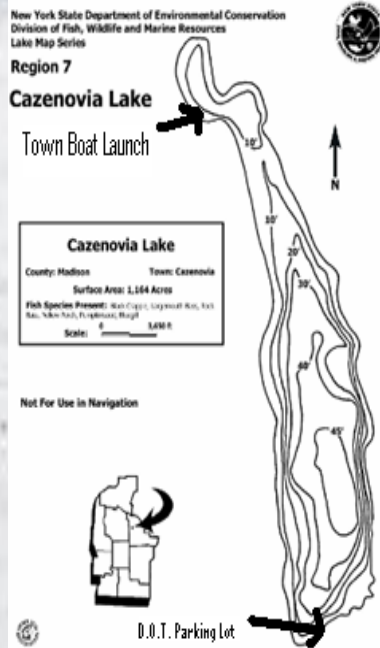 New York State Department of Environmental Conservation
Division of Fish, Wildlife and Marine Resources
Lake Map Series
Region 7
Cazenovia Lake
Town Boat Launch
10'
N
10'
Cazenovia Lake
County: Madison Town: Cazenovia
20'
Surface Area: 1,164 Acres
30'
Fish Species Present:
Scale: 0
40'
Not For Use in Navigation
45'
D.O.T. Parking Lot